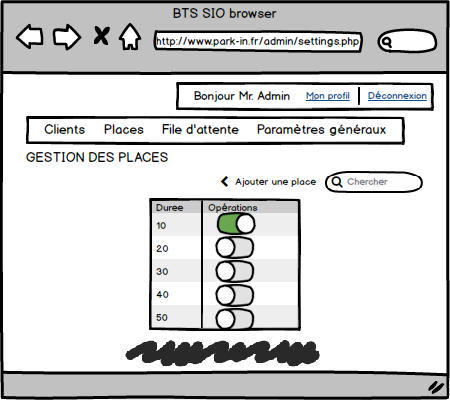 BTS SIO browser
http://www.park-in.fr/admin/settings.php
Bonjour Mr. Admin Mon profil Déconnexion
Clients Places File d'attente Paramètres généraux
GESTION DES PLACES
Ajouter une place Chercher
Duree Opérations
10
20
30
40
50